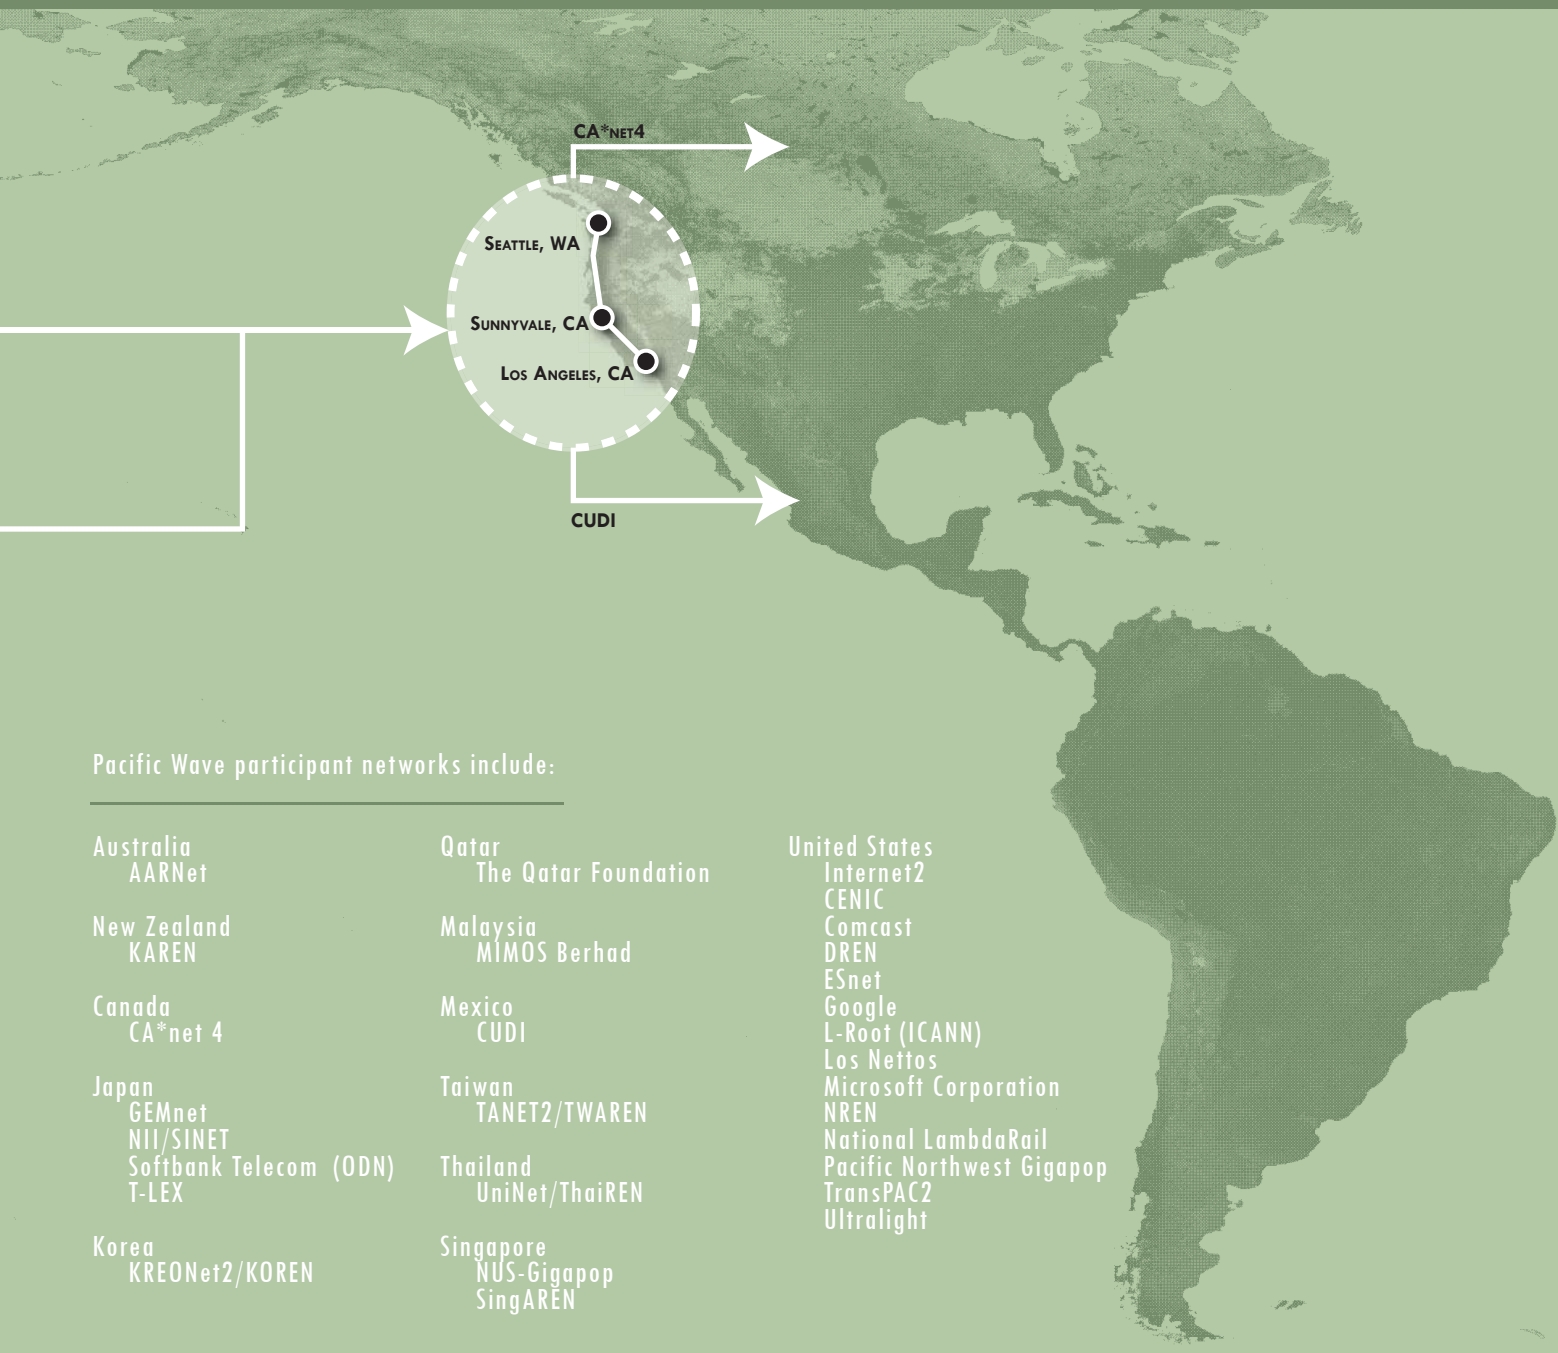 CA*net4
Seattle, WA
Sunnyvale, CA
Los Angeles, CA
CUDI
Pacific Wave participant networks include:
Australia
AARNet
New Zealand
KAREN
Canada
CA*net 4
Japan
GEMnet
NII/SINET
Softbank Telecom (ODN)
T-LEX
Korea
KREONet2/KOREN
Qatar
The Qatar Foundation
Malaysia
MIMOS Berhad
Mexico
CUDI
Taiwan
TANET2/TWAREN
Thailand
UniNet/ThaiREN
Singapore
NUS-Gigapop
SingAREN
United States
Internet2
CENIC
Comcast
DREN
ESnet
Google
L-Root (ICANN)
Los Nettos
Microsoft Corporation
NREN
National LambdaRail
Pacific Northwest Gigapop
TransPAC2
Ultralight